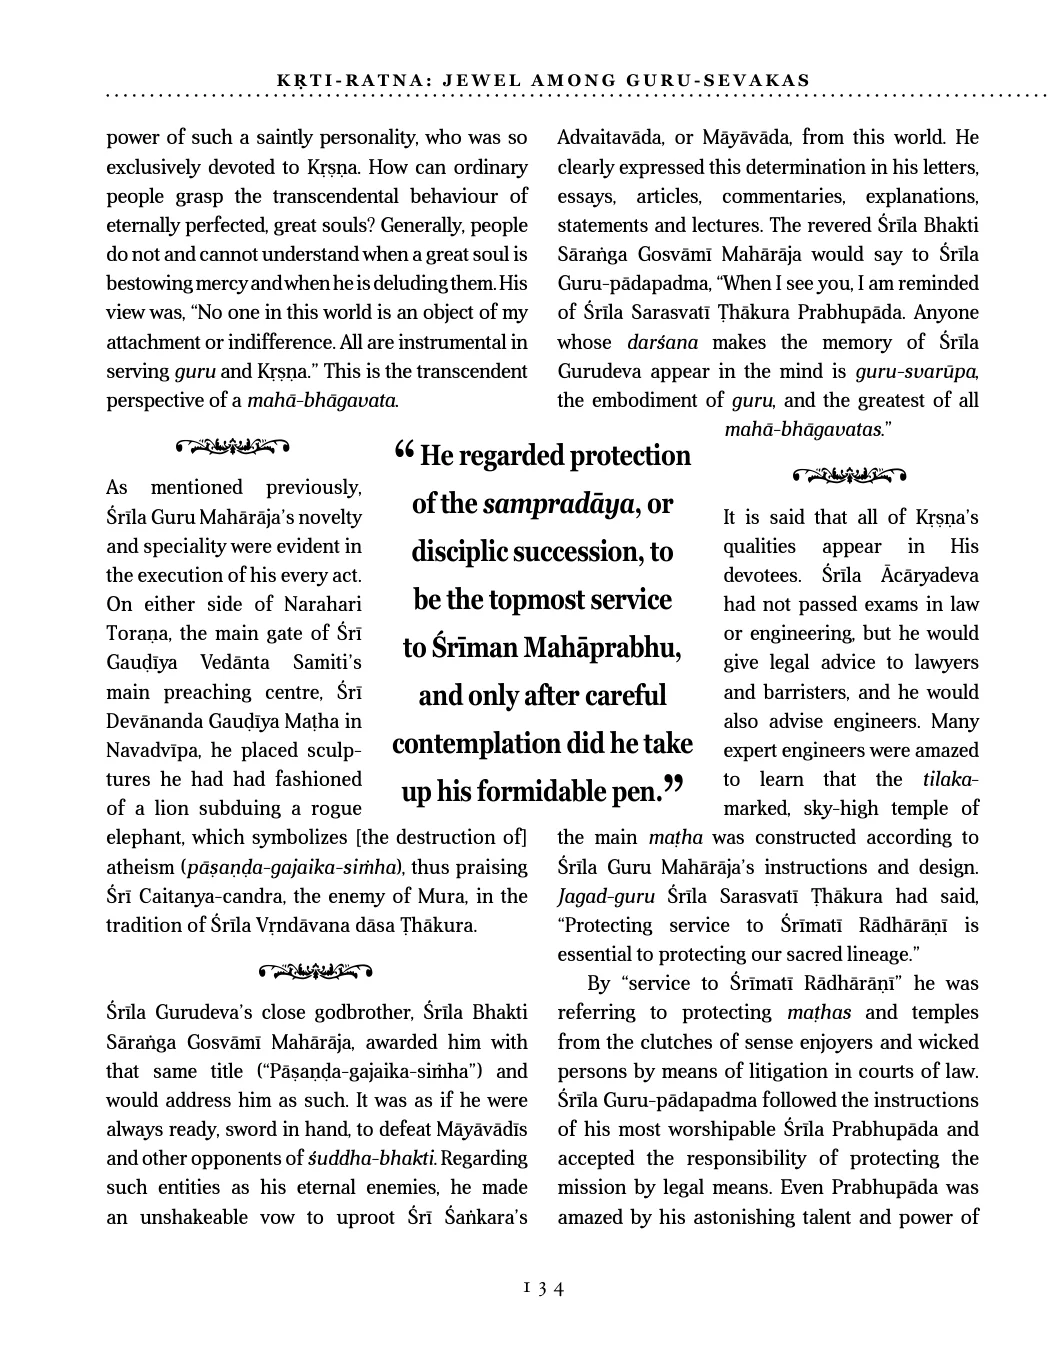 KṚTI-RATNA: JEWEL AMONG GURU-SEVAKAS
power of such a saintly personality, who was so
exclusively devoted to Kṛṣṇa. How can ordinary
people grasp the transcendental behaviour of
eternally perfected, great souls? Generally, people
do not and cannot understand when a great soul is
bestowing mercy and when he is deluding them. His
view was, “No one in this world is an object of my
attachment or indifference. All are instrumental in
serving guru and Kṛṣṇa.” This is the transcendent
perspective of a mahā-bhāgavata.
As mentioned previously,
Śrīla Guru Mahārāja’s novelty
and speciality were evident in
the execution of his every act.
On either side of Narahari
Toraṇa, the main gate of Śrī
Gauḍīya Vedānta Samiti’s
main preaching centre, Śrī
Devānanda Gauḍīya Maṭha in
Navadvīpa, he placed sculp-
tures he had had fashioned
of a lion subduing a rogue
elephant, which symbolizes [the destruction of]
atheism (pāṣaṇḍa-gajaika-siṁha), thus praising
Śrī Caitanya-candra, the enemy of Mura, in the
tradition of Śrīla Vṛndāvana dāsa Ṭhākura.
Śrīla Gurudeva’s close godbrother, Śrīla Bhakti
Sāraṅga Gosvāmī Mahārāja, awarded him with
that same title (“Pāṣaṇḍa-gajaika-siṁha”) and
would address him as such. It was as if he were
always ready, sword in hand, to defeat Māyāvādīs
and other opponents of śuddha-bhakti. Regarding
such entities as his eternal enemies, he made
an unshakeable vow to uproot Śrī Śaṅkara’s
“He regarded protection
of the sampradāya, or
disciplic succession, to
be the topmost service
to Śrīman Mahāprabhu,
and only after careful
contemplation did he take
up his formidable pen.”
Advaitavāda, or Māyāvāda, from this world. He
clearly expressed this determination in his letters,
essays, articles, commentaries, explanations,
statements and lectures. The revered Śrīla Bhakti
Sāraṅga Gosvāmī Mahārāja would say to Śrīla
Guru-pādapadma, “When I see you, I am reminded
of Śrīla Sarasvatī Ṭhākura Prabhupāda. Anyone
whose darśana makes the memory of Śrīla
Gurudeva appear in the mind is guru-svarūpa,
the embodiment of guru, and the greatest of all
mahā-bhāgavatas.”
It is said that all of Kṛṣṇa’s
qualities appear in His
devotees. Śrīla Ācāryadeva
had not passed exams in law
or engineering, but he would
give legal advice to lawyers
and barristers, and he would
also advise engineers. Many
expert engineers were amazed
to learn that the tilaka-
marked, sky-high temple of
the main maṭha was constructed according to
Śrīla Guru Mahārāja’s instructions and design.
Jagad-guru Śrīla Sarasvatī Ṭhākura had said,
“Protecting service to Śrīmatī Rādhārāṇī is
essential to protecting our sacred lineage.”
By “service to Śrīmatī Rādhārāṇī” he was
referring to protecting maṭhas and temples
from the clutches of sense enjoyers and wicked
persons by means of litigation in courts of law.
Śrīla Guru-pādapadma followed the instructions
of his most worshipable Śrīla Prabhupāda and
accepted the responsibility of protecting the
mission by legal means. Even Prabhupāda was
amazed by his astonishing talent and power of
134